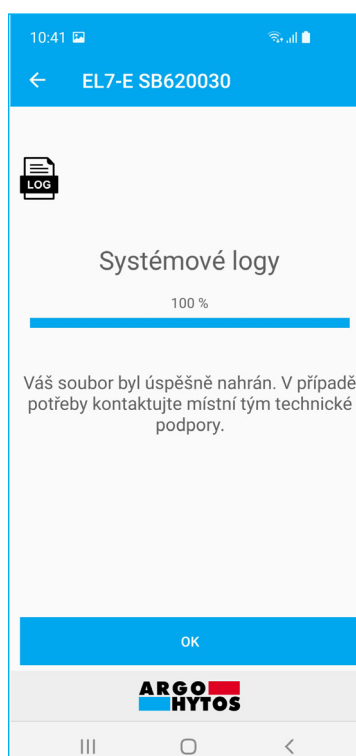 10:41
EL7-E SB620030
LOG
Systémové logy
100 %
Váš soubor byl úspěšně nahrán. V případě
potřeby kontaktujte místní tým technické
podpory.
OK
ARGO
HYTOS